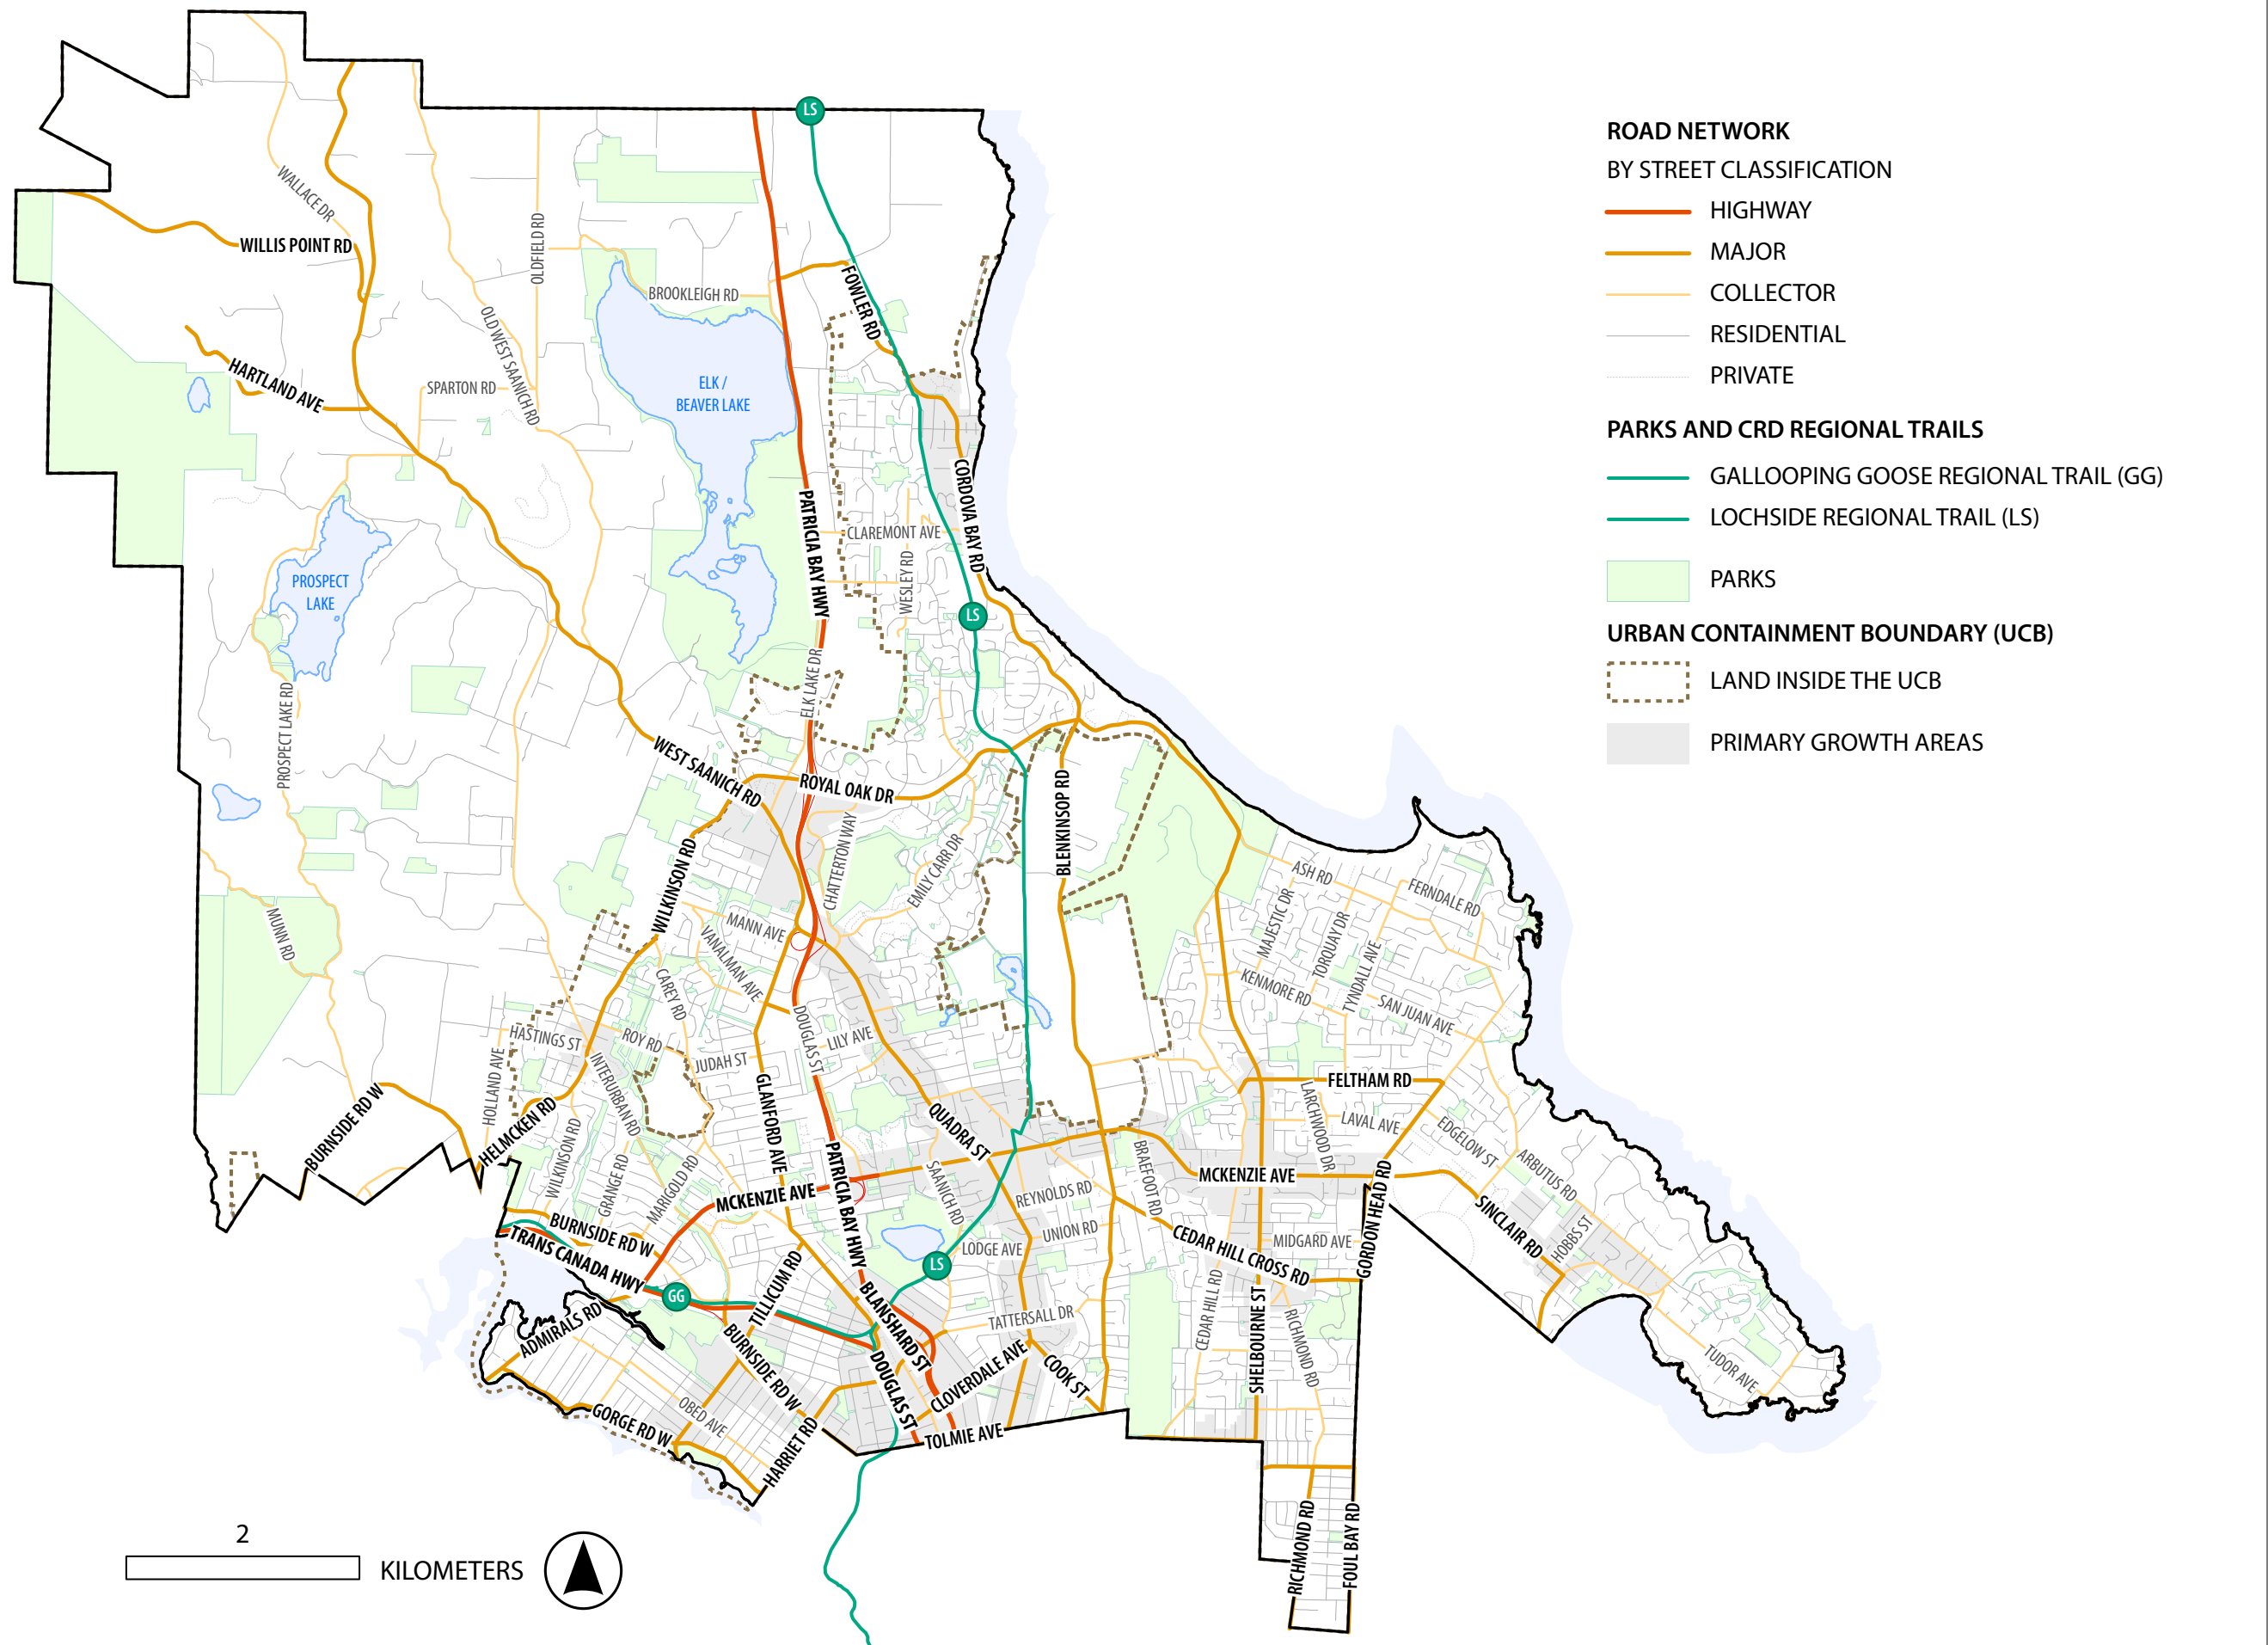 ROAD NETWORK
BY STREET CLASSIFICATION
HIGHWAY
MAJOR
COLLECTOR
RESIDENTIAL
PRIVATE
PARKS AND CRD REGIONAL TRAILS
GALLOOPING GOOSE REGIONAL TRAIL (GG)
LOCHSIDE REGIONAL TRAIL (LS)
PARKS
URBAN CONTAINMENT BOUNDARY (UCB)
LAND INSIDE THE UCB
PRIMARY GROWTH AREAS
LS
WALLACE DR
WILLIS POINT RD
OLDFIELD RD
BROOKLEIGH RD
FOWLER RD
OLD WEST SAANICH RD
HARTLAND AVE
SPARTON RD
ELK /
BEAVER LAKE
CORDOVA BAY RD
PATRICIA BAY HWY
CLAREMONT AVE
WESLEY RD
PROSPECT
LAKE
LS
ELK LAKE DR
PROSPECT LAKE RD
WEST SAANICH RD
ROYAL OAK DR
BLENKINSOP RD
CHATTERTON WAY
EMILY CARR DR
WILKINSON RD
ASH RD
FERNDALE RD
MAJESTIC DR
TORQUAY DR
TYNDALL AVE
MUNN RD
MANN AVE
VANALMAN AVE
CAREY RD
KENMORE RD
SAN JUAN AVE
DOUGLAS ST
LILY AVE
HASTINGS ST
ROY RD
JUDAH ST
HOLLAND AVE
INTERURBAN RD
GLANFORD AVE
FELTHAM RD
LARCHWOOD DR
LAVAL AVE
EDGELOW ST
BURNSIDE RD W
HELMCKEN RD
QUADRA ST
WILKINSON RD
GRANGE RD
MARIGOLD RD
MCKENZIE AVE
PATRICIA BAY HWY
SAANICH RD
REYNOLDS RD
BRAEFOOT RD
MCKENZIE AVE
ARBUTUS RD
GORDON HEAD RD
SINCLAIR RD
HOBBS ST
BURNSIDE RD W
TRANS CANADA HWY
UNION RD
LODGE AVE
CEDAR HILL CROSS RD
MIDGARD AVE
LS
GG
TILLICUM RD
ADMIRALS RD
BLANSHARD ST
TATTERSALL DR
CEDAR HILL RD
SHELBOURNE ST
RICHMOND RD
BURNSIDE RD W
DOUGLAS ST
CLOVERDALE AVE
COOK ST
TUDOR AVE
GORGE RD W
OBED AVE
HARRIET RD
TOLMIE AVE
RICHMOND RD
FOUL BAY RD
2
KILOMETERS